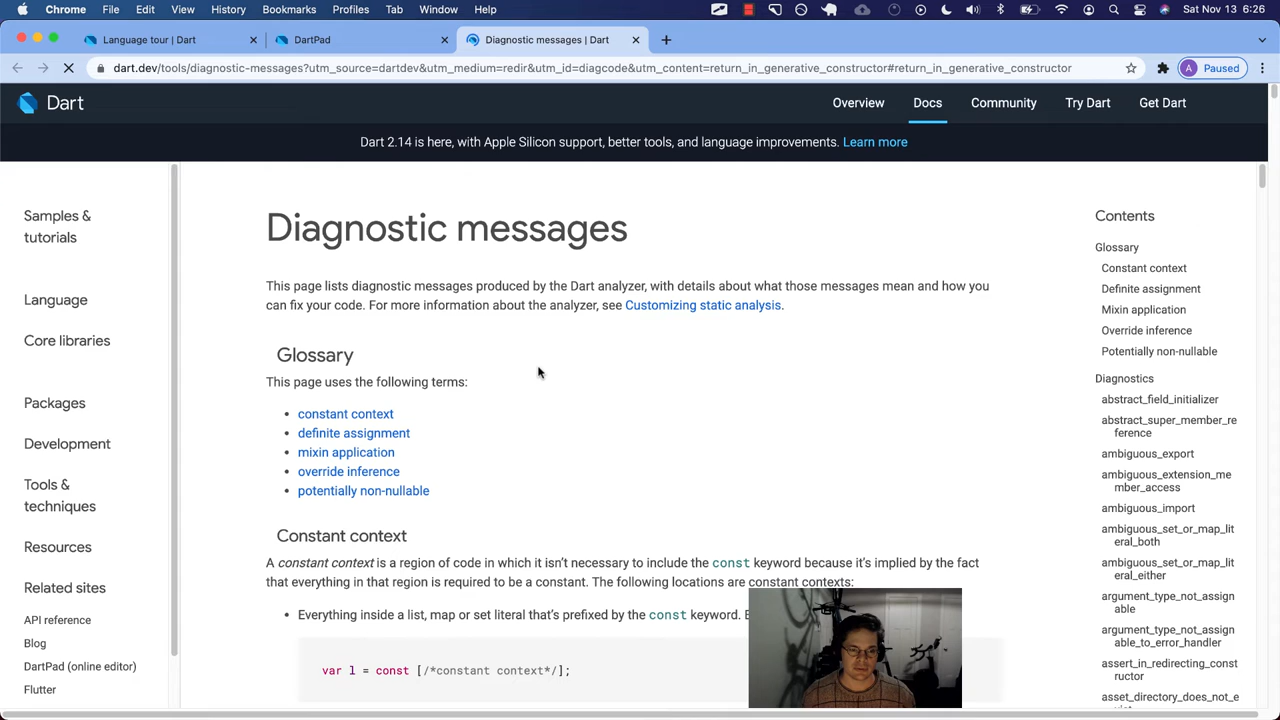 Chrome File Edit View History Bookmarks Profiles Tab Window Help Sat Nov 13 6:26
Language tour | Dart
DartPad
Diagnostic messages | Dart
dart.dev/tools/diagnostic-messages?utm_source=dartdev&utm_medium=redir&utm_id=diagcode&utm_content=return_in_generative_constructor#return_in_generative_constructor
A Paused
Dart
Overview Docs Community Try Dart Get Dart
Dart 2.14 is here, with Apple Silicon support, better tools, and language improvements. Learn more
Samples &
tutorials
Language
Core libraries
Packages
Development
Tools &
techniques
Resources
Related sites
API reference
Blog
DartPad (online editor)
Flutter
Diagnostic messages
This page lists diagnostic messages produced by the Dart analyzer, with details about what those messages mean and how you
can fix your code. For more information about the analyzer, see Customizing static analysis.
Glossary
This page uses the following terms:
• constant context
• definite assignment
• mixin application
• override inference
• potentially non-nullable
Constant context
A constant context is a region of code in which it isn't necessary to include the const keyword because it's implied by the fact
that everything in that region is required to be a constant. The following locations are constant contexts:
• Everything inside a list, map or set literal that's prefixed by the const keyword.
var l = const [/*constant context*/];
Contents
Glossary
Constant context
Definite assignment
Mixin application
Override inference
Potentially non-nullable
Diagnostics
abstract_field_initializer
abstract_super_member_re
ference
ambiguous_export
ambiguous_extension_me
mber_access
ambiguous_import
ambiguous_set_or_map_lit
eral_both
ambiguous_set_or_map_lit
eral_either
argument_type_not_assign
able
argument_type_not_assign
able_to_error_handler
assert_in_redirecting_const
ructor
asset_directory_does_not_e